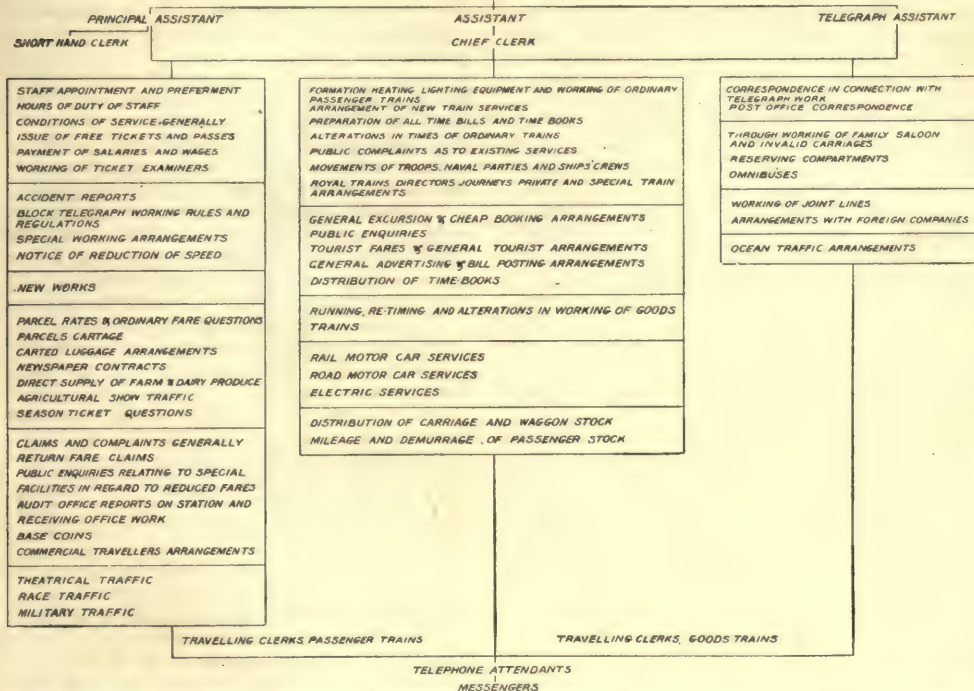 PRINCIPAL ASSISTANT
ASSISTANT
TELEGRAPH ASSISTANT
SHORT HAND CLERK
CHIEF CLERK
STAFF APPOINTMENT AND PREFERMENT
HOURS OF DUTY OF STAFF
CONDITIONS OF SERVICE GENERALLY
ISSUE OF FREE TICKETS AND PASSES
PAYMENT OF SALARIES AND WAGES
WORKING OF TICKET EXAMINERS
ACCIDENT REPORTS
BLOCK TELEGRAPH WORKING RULES AND
REGULATIONS
SPECIAL WORKING ARRANGEMENTS
NOTICE OF REDUCTION OF SPEED
NEW WORKS
PARCEL RATES & ORDINARY FARE QUESTIONS
PARCELS CARTAGE
CARTED LUGGAGE ARRANGEMENTS
NEWSPAPER CONTRACTS
DIRECT SUPPLY OF FARM & DAIRY PRODUCE
AGRICULTURAL SHOW TRAFFIC
SEASON TICKET QUESTIONS
CLAIMS AND COMPLAINTS GENERALLY
RETURN FARE CLAIMS
PUBLIC ENQUIRIES RELATING TO SPECIAL
FACILITIES IN REGARD TO REDUCED FARES
AUDIT OFFICE REPORTS ON STATION AND
RECEIVING OFFICE WORK
BASE COINS
COMMERCIAL TRAVELLERS ARRANGEMENTS
THEATRICAL TRAFFIC
RACE TRAFFIC
MILITARY TRAFFIC
FORMATION HEATING LIGHTING EQUIPMENT AND WORKING OF ORDINARY
PASSENGER TRAINS
ARRANGEMENT OF NEW TRAIN SERVICES
PREPARATION OF ALL TIME BILLS AND TIME BOOKS
ALTERATIONS IN TIMES OF ORDINARY TRAINS
PUBLIC COMPLAINTS AS TO EXISTING SERVICES
MOVEMENTS OF TROOPS, NAVAL PARTIES AND SHIPS' CREWS
ROYAL TRAINS DIRECTORS JOURNEYS PRIVATE AND SPECIAL TRAIN
ARRANGEMENTS
GENERAL EXCURSION & CHEAP BOOKING ARRANGEMENTS
PUBLIC ENQUIRIES
TOURIST FARES & GENERAL TOURIST ARRANGEMENTS
GENERAL ADVERTISING & BILL POSTING ARRANGEMENTS
DISTRIBUTION OF TIME-BOOKS
RUNNING, RE-TIMING AND ALTERATIONS IN WORKING OF GOODS
TRAINS
RAIL MOTOR CAR SERVICES
ROAD MOTOR CAR SERVICES
ELECTRIC SERVICES
DISTRIBUTION OF CARRIAGE AND WAGGON STOCK
MILEAGE AND DEMURRAGE OF PASSENGER STOCK
CORRESPONDENCE IN CONNECTION WITH
TELEGRAPH WORK
POST OFFICE CORRESPONDENCE
THROUGH WORKING OF FAMILY SALOON
AND INVALID CARRIAGES
RESERVING COMPARTMENTS
OMNIBUSES
WORKING OF JOINT LINES
ARRANGEMENTS WITH FOREIGN COMPANIES
OCEAN TRAFFIC ARRANGEMENTS
TRAVELLING CLERKS, PASSENGER TRAINS
TRAVELLING CLERKS, GOODS TRAINS
TELEPHONE ATTENDANTS
MESSENGERS